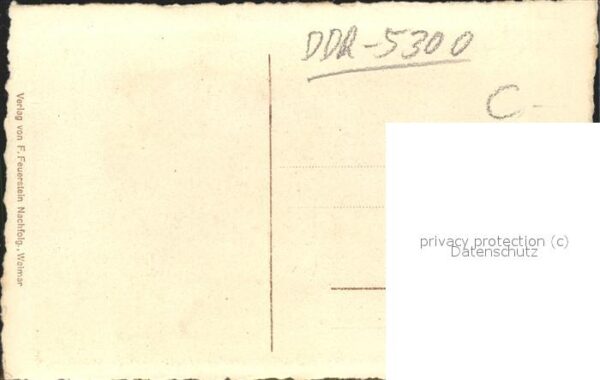 DDR-5300
C-
Verlag von F. Feuerstein Nachfolg., Weimar
privacy protection (c)
Datenschutz